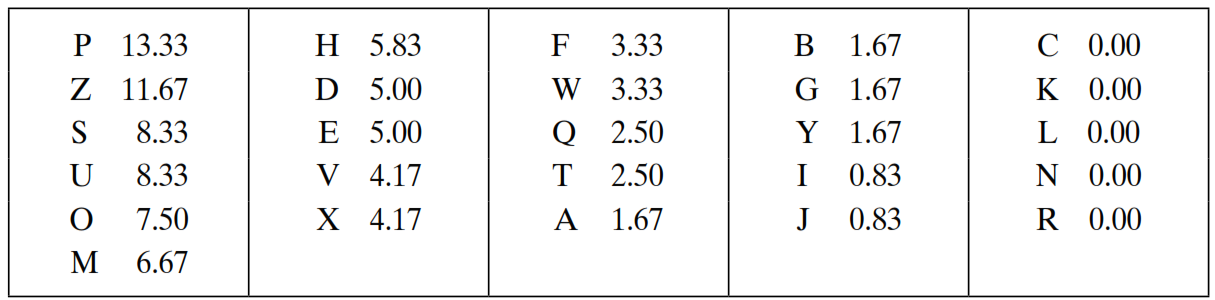 P 13.33 H 5.83 F 3.33 B 1.67 C 0.00
Z 11.67 D 5.00 W 3.33 G 1.67 K 0.00
S 8.33 E 5.00 Q 2.50 Y 1.67 L 0.00
U 8.33 V 4.17 T 2.50 I 0.83 N 0.00
O 7.50 X 4.17 A 1.67 J 0.83 R 0.00
M 6.67